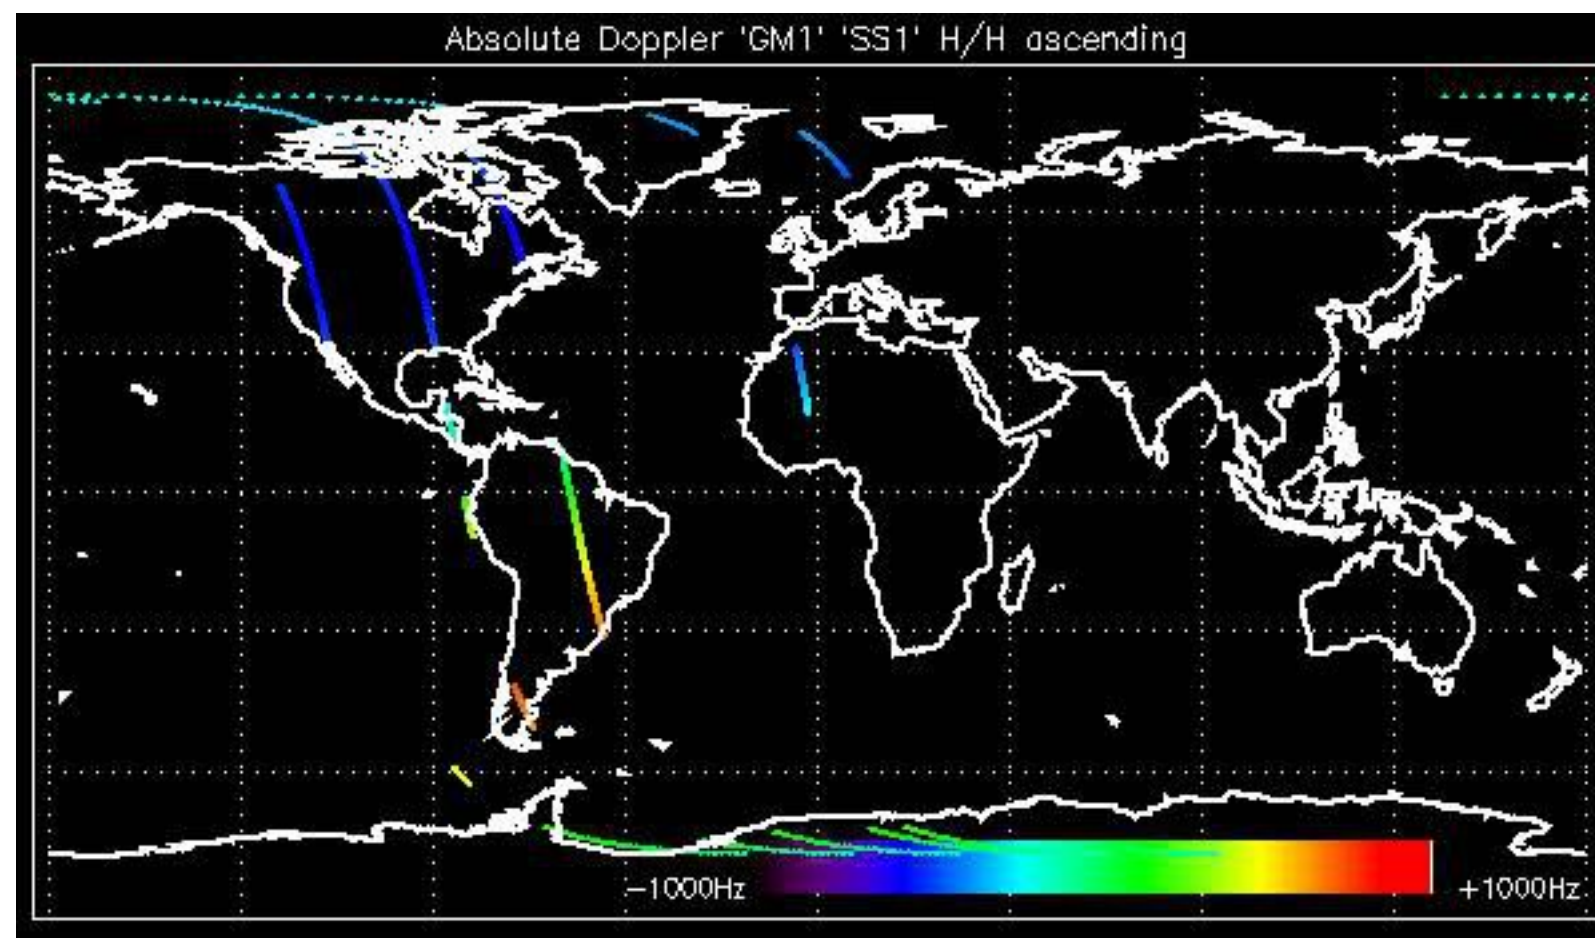 Absolute Doppler 'GM1' 'SS1' H/H ascending
−1000Hz
+1000Hz